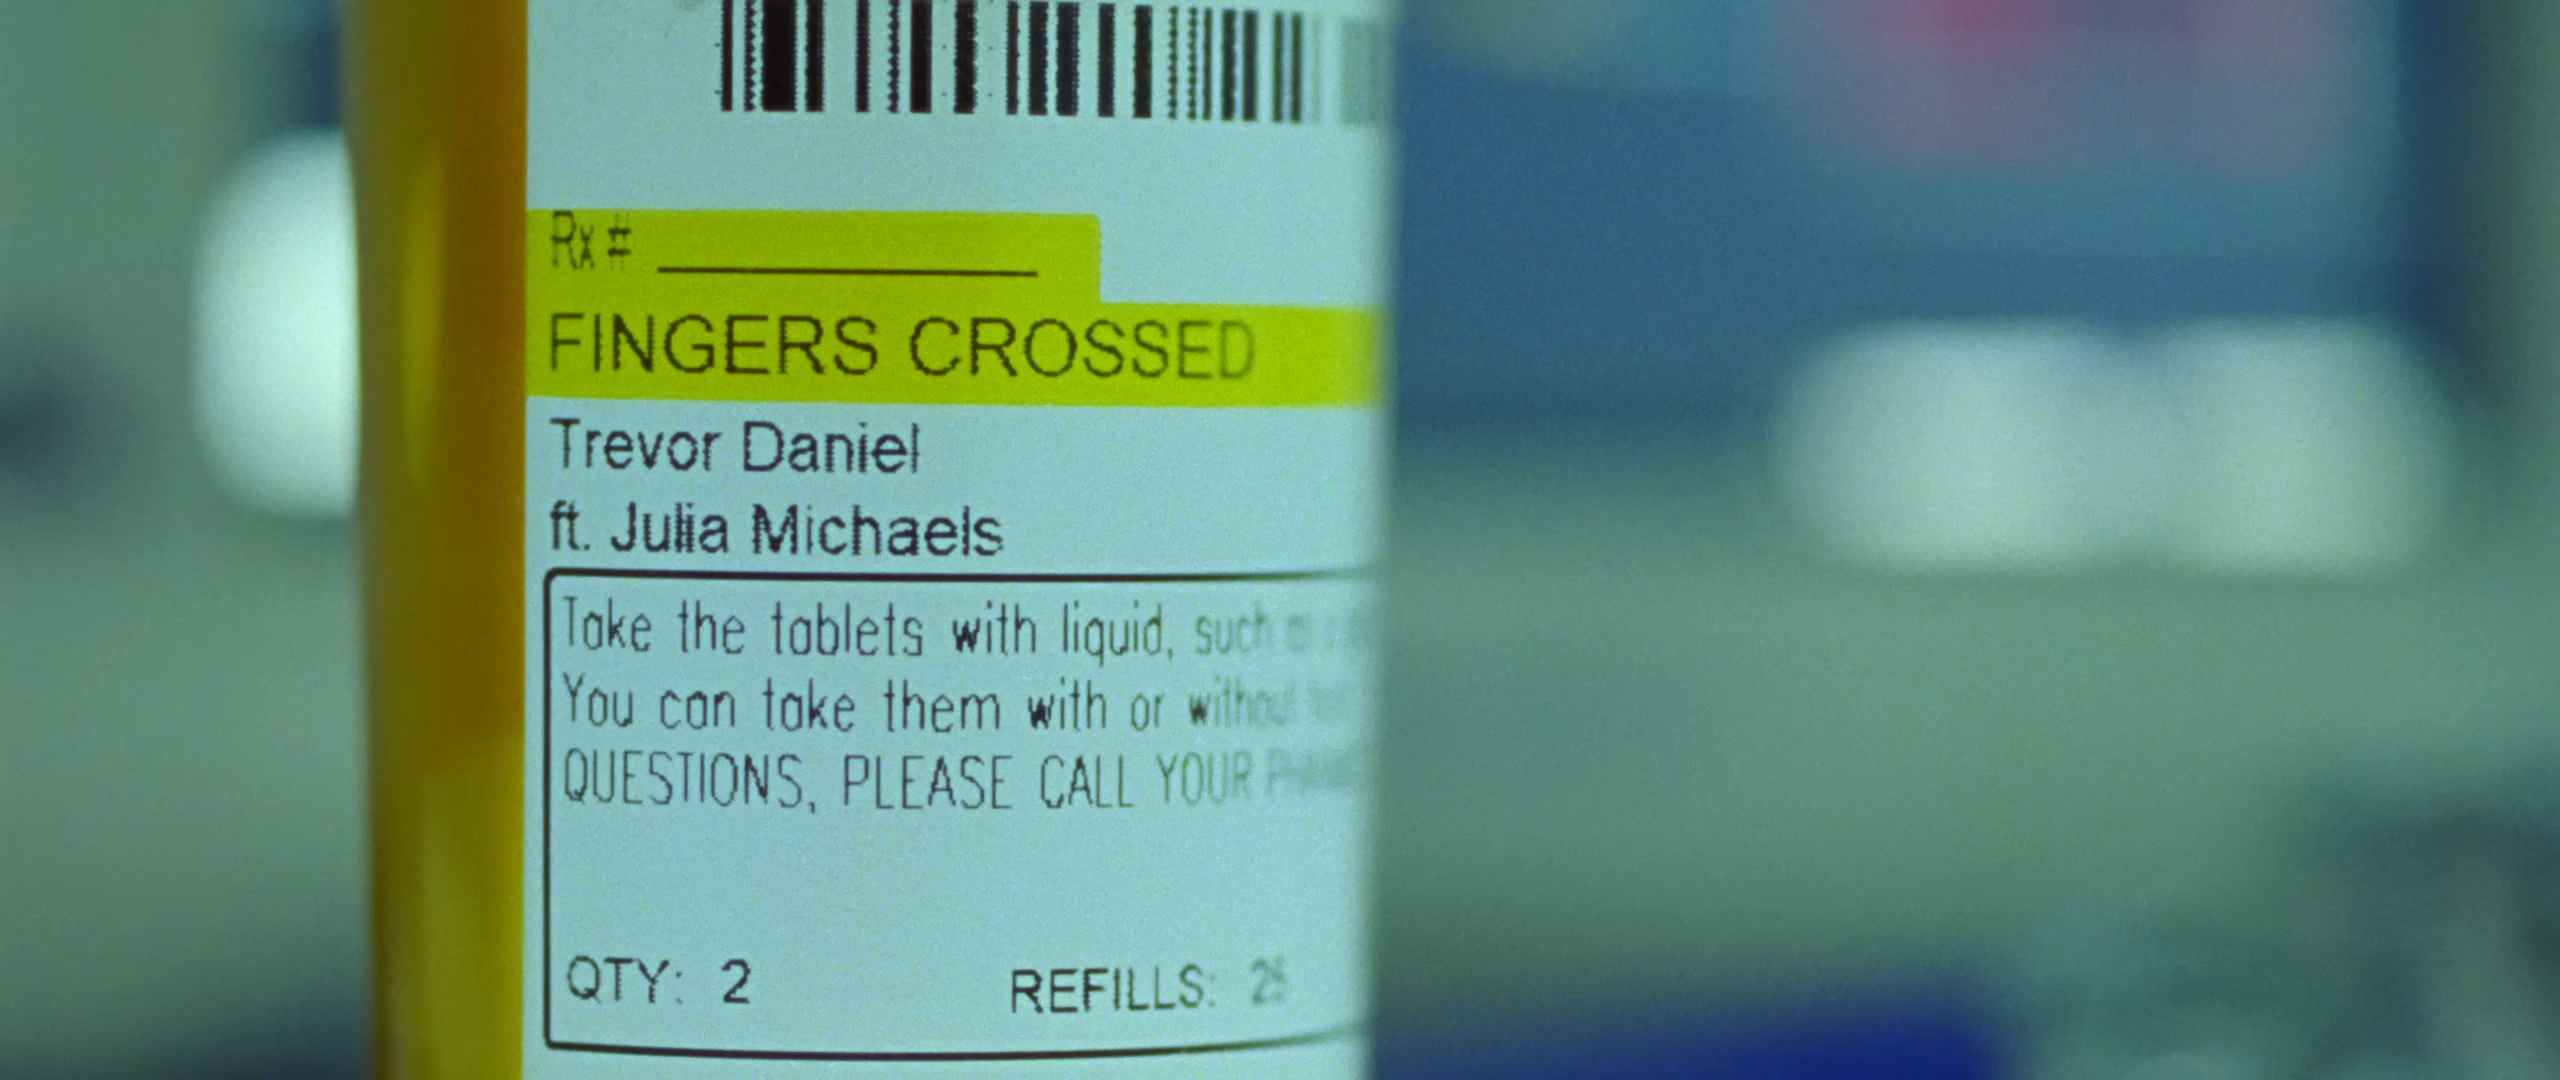 Rx #
FINGERS CROSSED
Trevor Daniel
ft. Julia Michaels
Take the tablets with liquid, such
You can take them with or without
QUESTIONS, PLEASE CALL YOUR
QTY: 2 REFILLS: